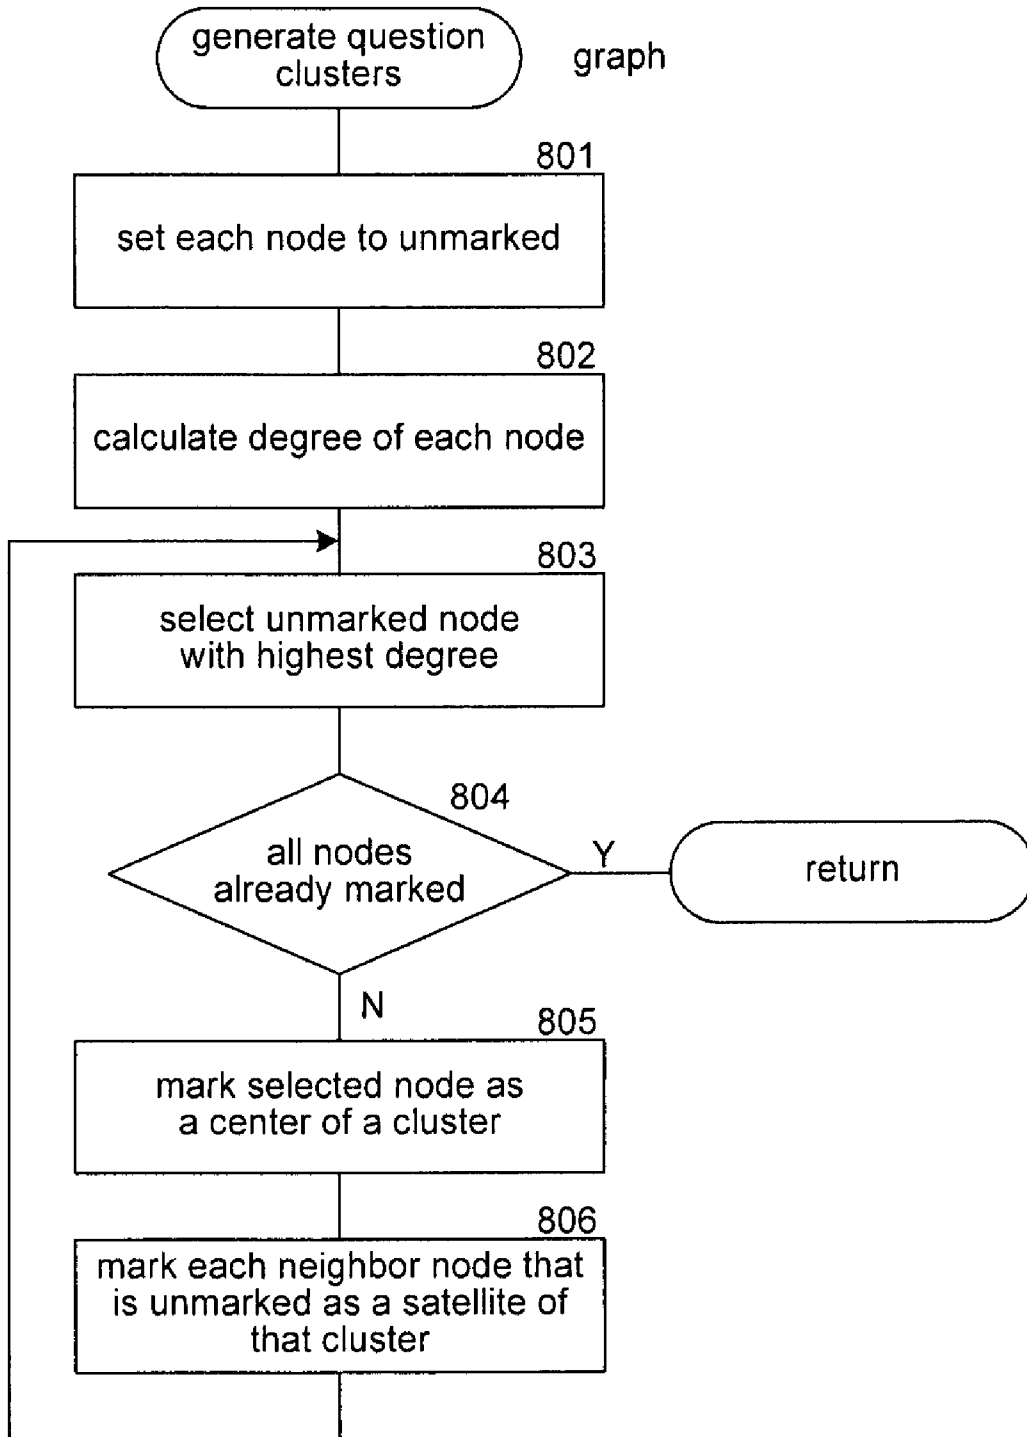 generate question
clusters
graph
801
set each node to unmarked
802
calculate degree of each node
803
select unmarked node
with highest degree
804
all nodes
already marked
Y
return
N
805
mark selected node as
a center of a cluster
806
mark each neighbor node that
is unmarked as a satellite of
that cluster